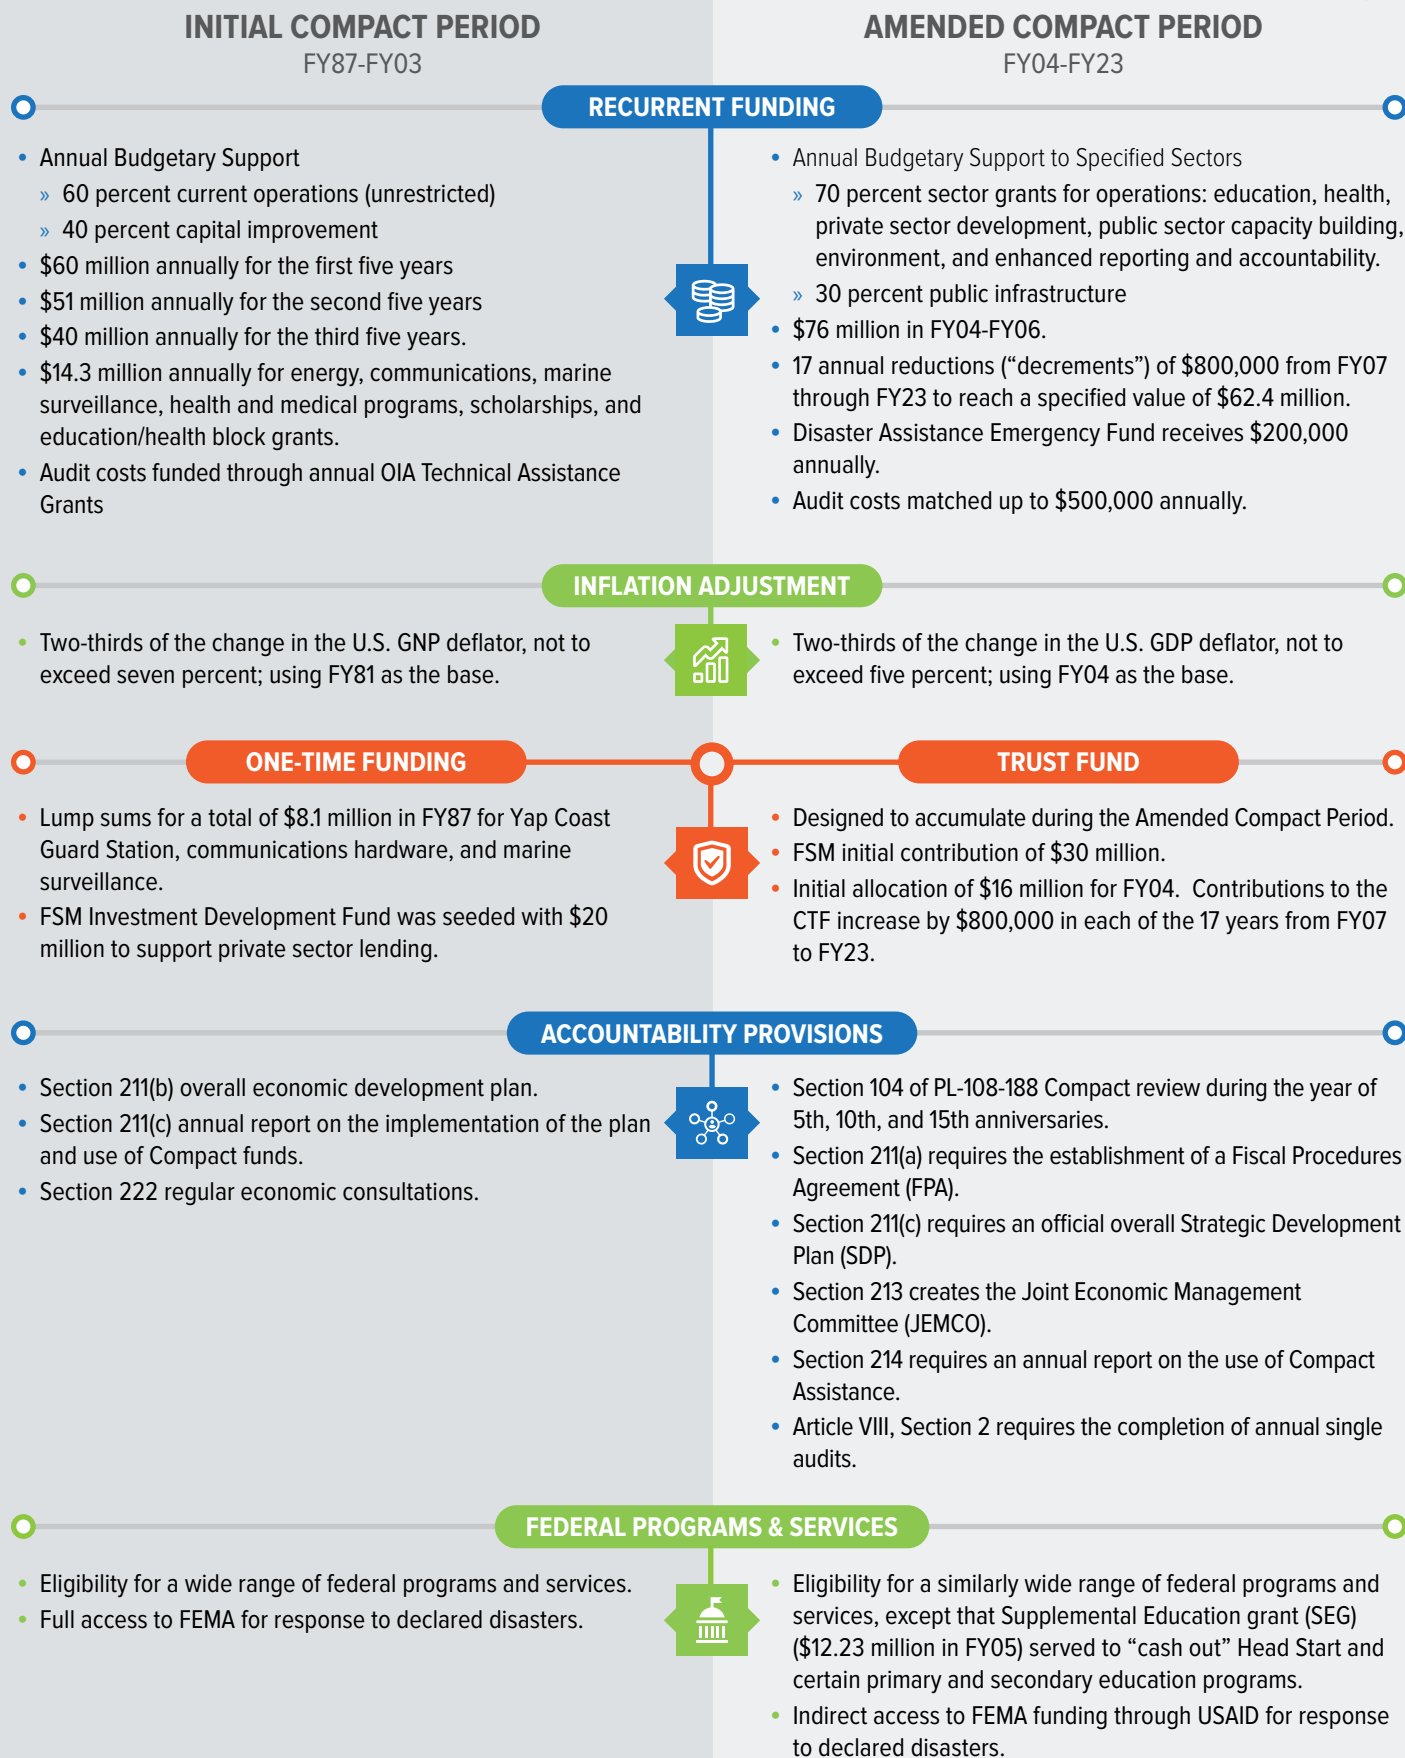 INITIAL COMPACT PERIOD
FY87-FY03
AMENDED COMPACT PERIOD
FY04-FY23
RECURRENT FUNDING
• Annual Budgetary Support
» 60 percent current operations (unrestricted)
» 40 percent capital improvement
• $60 million annually for the first five years
• $51 million annually for the second five years
• $40 million annually for the third five years.
• $14.3 million annually for energy, communications, marine
surveillance, health and medical programs, scholarships, and
education/health block grants.
• Audit costs funded through annual OIA Technical Assistance
Grants
• Annual Budgetary Support to Specified Sectors
» 70 percent sector grants for operations: education, health,
private sector development, public sector capacity building,
environment, and enhanced reporting and accountability.
» 30 percent public infrastructure
• $76 million in FY04-FY06.
• 17 annual reductions (“decrements”) of $800,000 from FY07
through FY23 to reach a specified value of $62.4 million.
• Disaster Assistance Emergency Fund receives $200,000
annually.
• Audit costs matched up to $500,000 annually.
INFLATION ADJUSTMENT
• Two-thirds of the change in the U.S. GNP deflator, not to
exceed seven percent; using FY81 as the base.
• Two-thirds of the change in the U.S. GDP deflator, not to
exceed five percent; using FY04 as the base.
ONE-TIME FUNDING
• Lump sums for a total of $8.1 million in FY87 for Yap Coast
Guard Station, communications hardware, and marine
surveillance.
• FSM Investment Development Fund was seeded with $20
million to support private sector lending.
TRUST FUND
• Designed to accumulate during the Amended Compact Period.
• FSM initial contribution of $30 million.
• Initial allocation of $16 million for FY04. Contributions to the
CTF increase by $800,000 in each of the 17 years from FY07
to FY23.
ACCOUNTABILITY PROVISIONS
• Section 211(b) overall economic development plan.
• Section 211(c) annual report on the implementation of the plan
and use of Compact funds.
• Section 222 regular economic consultations.
• Section 104 of PL-108-188 Compact review during the year of
5th, 10th, and 15th anniversaries.
• Section 211(a) requires the establishment of a Fiscal Procedures
Agreement (FPA).
• Section 211(c) requires an official overall Strategic Development
Plan (SDP).
• Section 213 creates the Joint Economic Management
Committee (JEMCO).
• Section 214 requires an annual report on the use of Compact
Assistance.
• Article VIII, Section 2 requires the completion of annual single
audits.
FEDERAL PROGRAMS & SERVICES
• Eligibility for a wide range of federal programs and services.
• Full access to FEMA for response to declared disasters.
• Eligibility for a similarly wide range of federal programs and
services, except that Supplemental Education grant (SEG)
($12.23 million in FY05) served to “cash out” Head Start and
certain primary and secondary education programs.
• Indirect access to FEMA funding through USAID for response
to declared disasters.